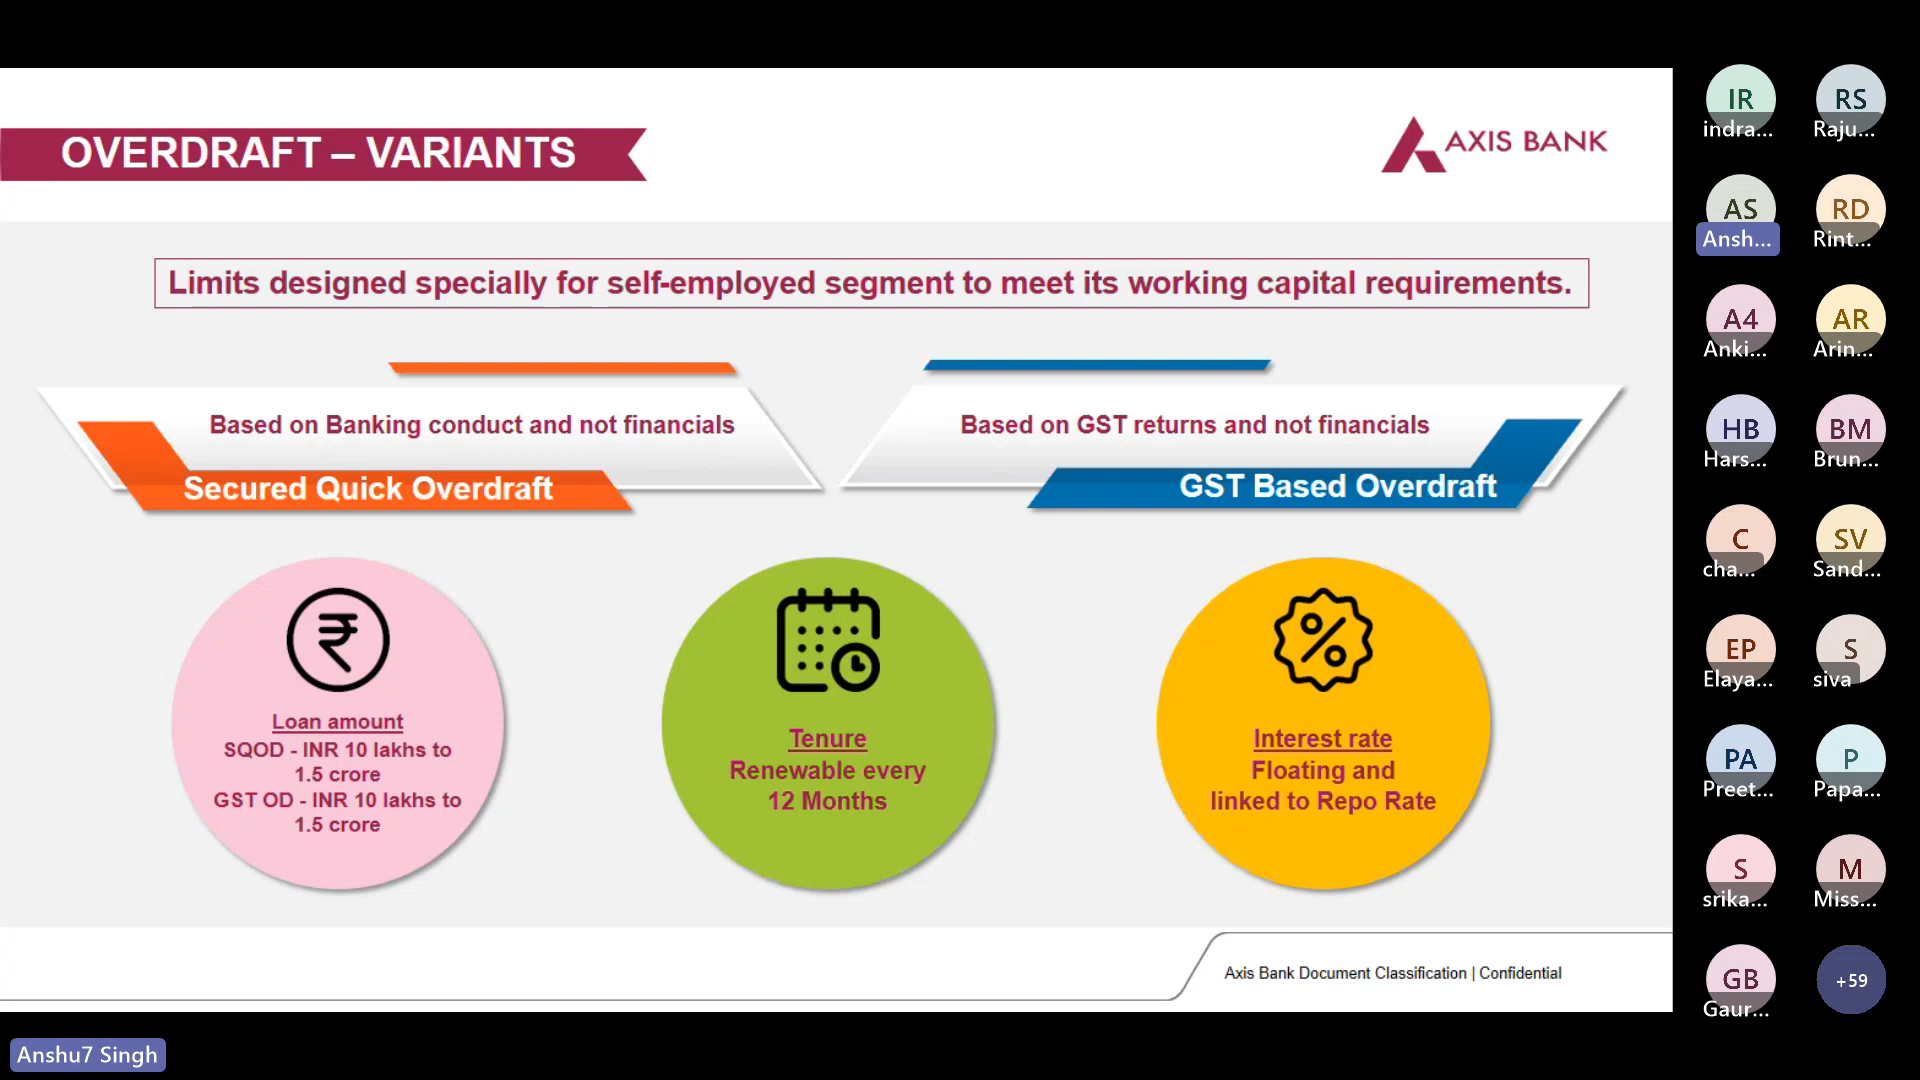 OVERDRAFT – VARIANTS
AXIS BANK
Limits designed specially for self-employed segment to meet its working capital requirements.
Based on Banking conduct and not financials
Secured Quick Overdraft
Based on GST returns and not financials
GST Based Overdraft
₹
Loan amount
SQOD - INR 10 lakhs to
1.5 crore
GST OD - INR 10 lakhs to
1.5 crore
Tenure
Renewable every
12 Months
%
Interest rate
Floating and
linked to Repo Rate
Axis Bank Document Classification | Confidential
Anshu7 Singh
IR
indra...
RS
Raju...
AS
Ansh...
RD
Rint...
A4
Anki...
AR
Arin...
HB
Hars...
BM
Brun...
C
cha...
SV
Sand...
EP
Elaya...
S
siva
PA
Preet...
P
Papa...
S
srika...
M
Miss...
GB
Gaur...
+59